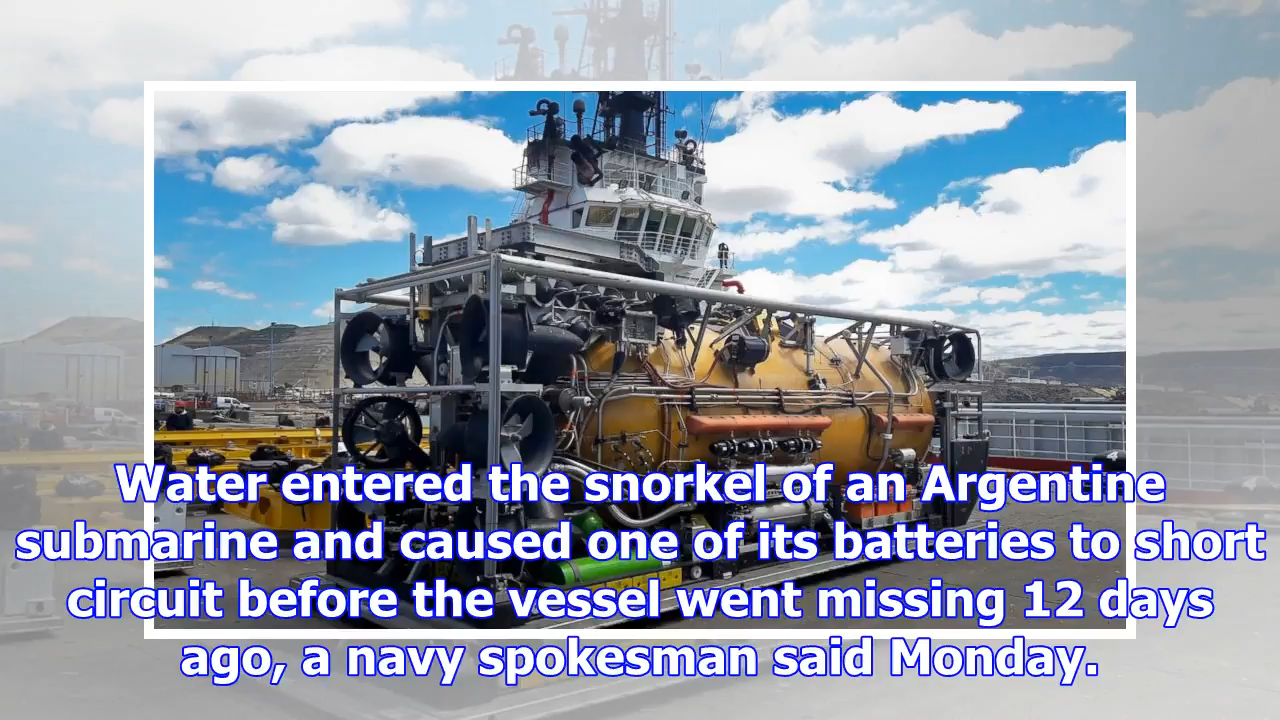 Water entered the snorkel of an Argentine
submarine and caused one of its batteries to short
circuit before the vessel went missing 12 days
ago, a navy spokesman said Monday.